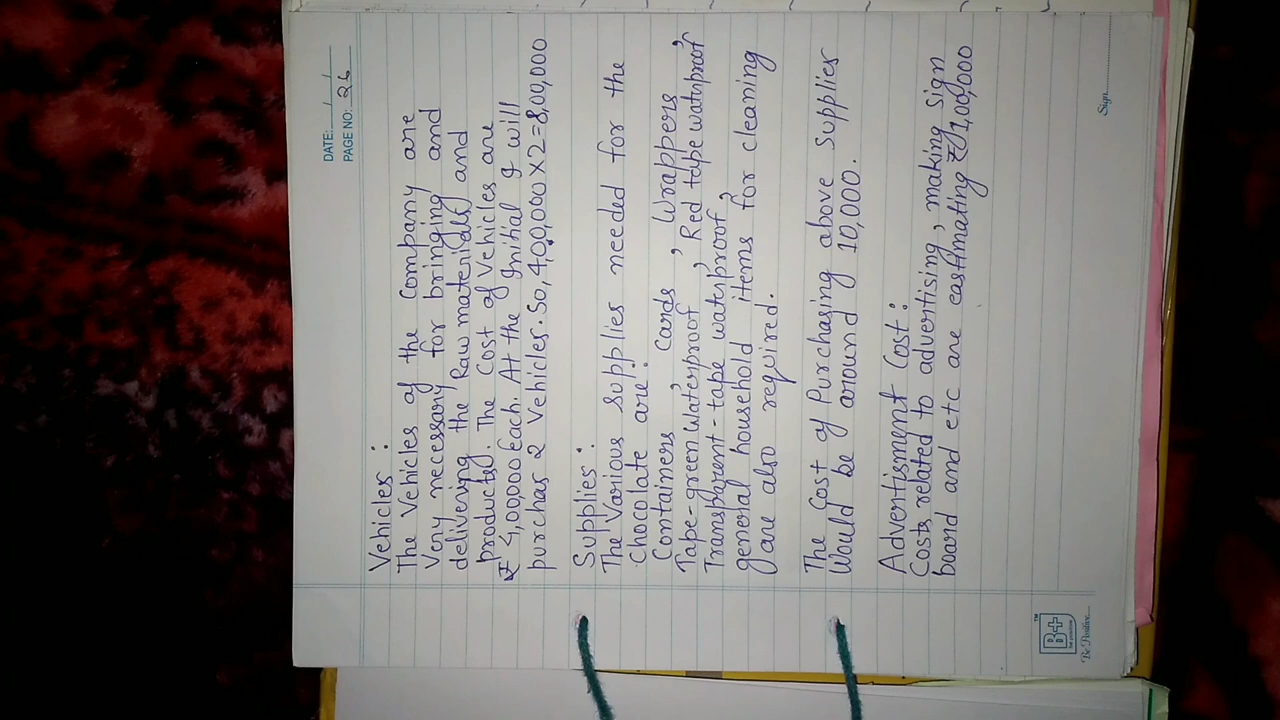 DATE: / /
PAGE NO: 26
Vehicles :
The Vehicles of the Company are
Very necessary for bringing and
delivering the Raw materials and
products. The Cost of Vehicles are
₹ 4,00,000 Each. At the Initial I will
purchas 2 Vehicles. So, 4,00,000 X 2 = 8,00,000
Supplies :
The Various supplies needed for the
chocolate are :
Containers, cards, Wrappers,
Tape-green Waterproof, Red tape waterproof,
Transparent-tape waterproof,
general household items for cleaning
are also required.
The Cost of Purchasing above Supplies
Would be around 10,000.
Advertisment Cost :
Costs related to advertising, making sign
board and etc are eastimating ₹ 1,00,000
Sign
B+ TM
Be Positive